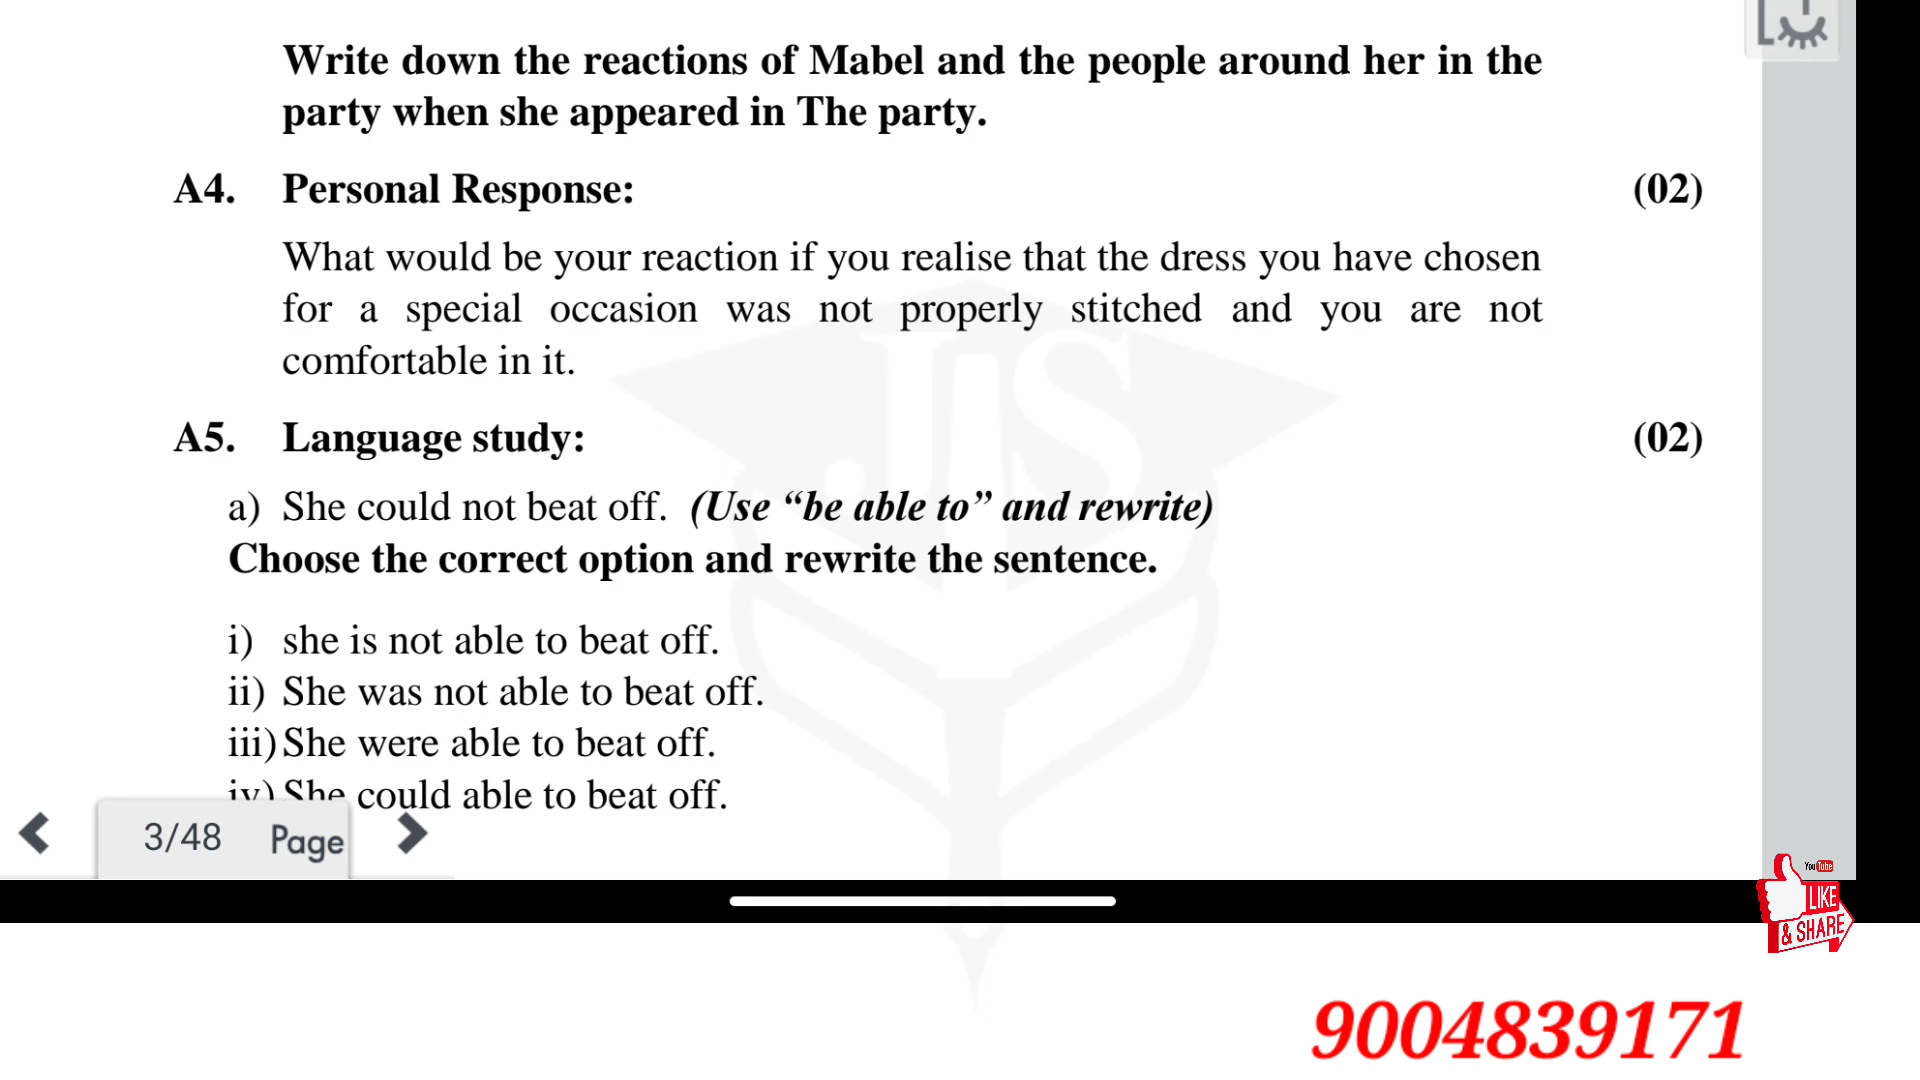 Write down the reactions of Mabel and the people around her in the
party when she appeared in The party.
A4. Personal Response: (02)
What would be your reaction if you realise that the dress you have chosen
for a special occasion was not properly stitched and you are not
comfortable in it.
A5. Language study: (02)
a) She could not beat off. (Use “be able to” and rewrite)
Choose the correct option and rewrite the sentence.
i) she is not able to beat off.
ii) She was not able to beat off.
iii) She were able to beat off.
iv) She could able to beat off.
3/48 Page
YouTube
LIKE
& SHARE
JS
9004839171